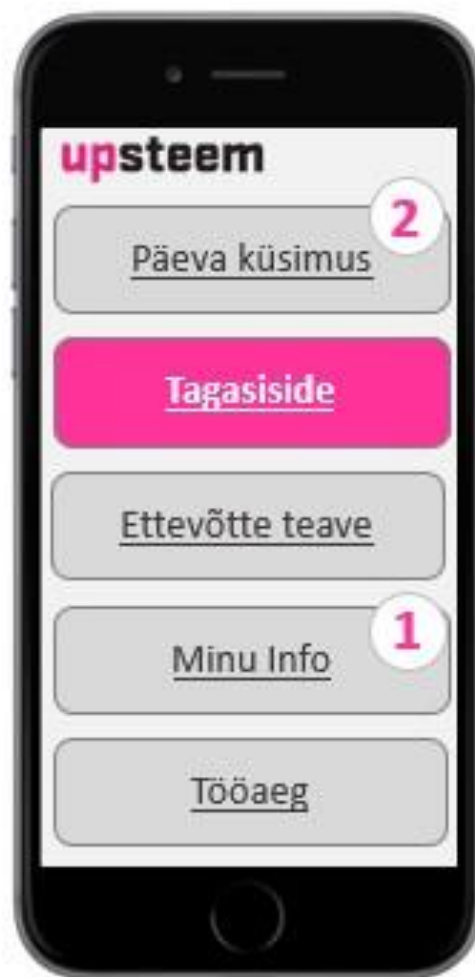 upsteem
2
Päeva küsimus
Tagasiside
Ettevõtte teave
1
Minu Info
Tööaeg